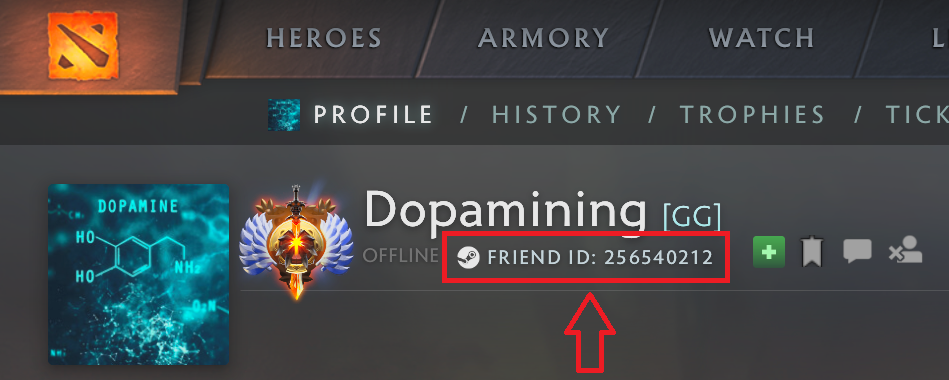 HEROES ARMORY WATCH L
PROFILE / HISTORY / TROPHIES / TICK
DOPAMINE
HO
HO
NH₂
Dopamining [GG]
OFFLINE FRIEND ID: 256540212